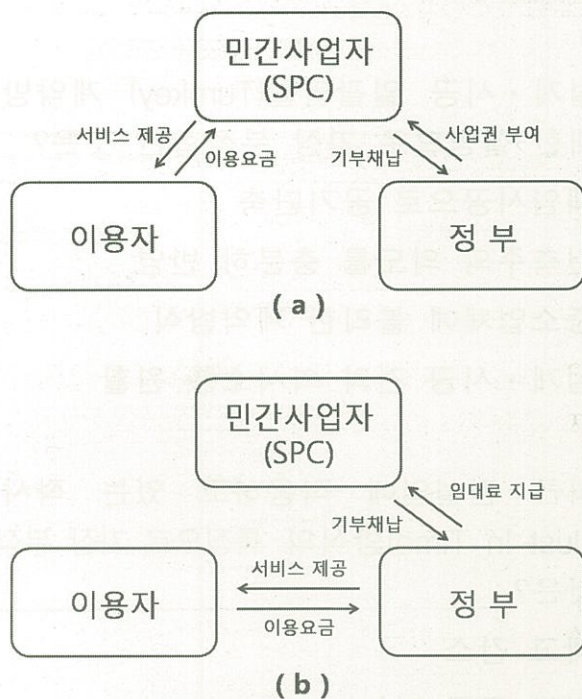 민간사업자
(SPC)
서비스 제공
이용요금
사업권 부여
기부채납
이용자
정 부
( a )
민간사업자
(SPC)
임대료 지급
기부채납
서비스 제공
이용요금
이용자
정 부
( b )